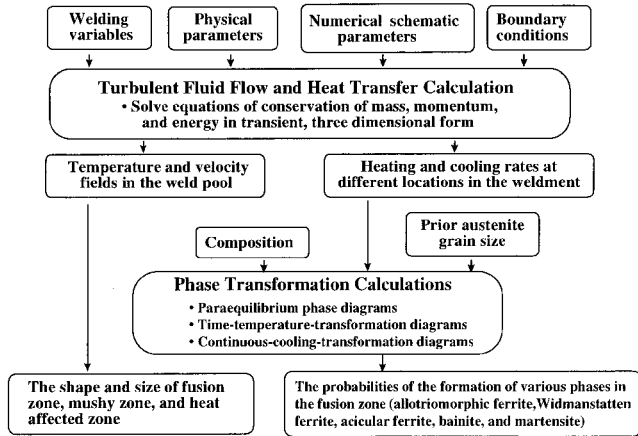 Welding
variables
Physical
parameters
Numerical schematic
parameters
Boundary
conditions
Turbulent Fluid Flow and Heat Transfer Calculation
• Solve equations of conservation of mass, momentum,
and energy in transient, three dimensional form
Temperature and velocity
fields in the weld pool
Heating and cooling rates at
different locations in the weldment
Composition
Prior austenite
grain size
Phase Transformation Calculations
• Paraequilibrium phase diagrams
• Time-temperature-transformation diagrams
• Continuous-cooling-transformation diagrams
The shape and size of fusion
zone, mushy zone, and heat
affected zone
The probabilities of the formation of various phases in
the fusion zone (allotriomorphic ferrite,Widmanstatten
ferrite, acicular ferrite, bainite, and martensite)